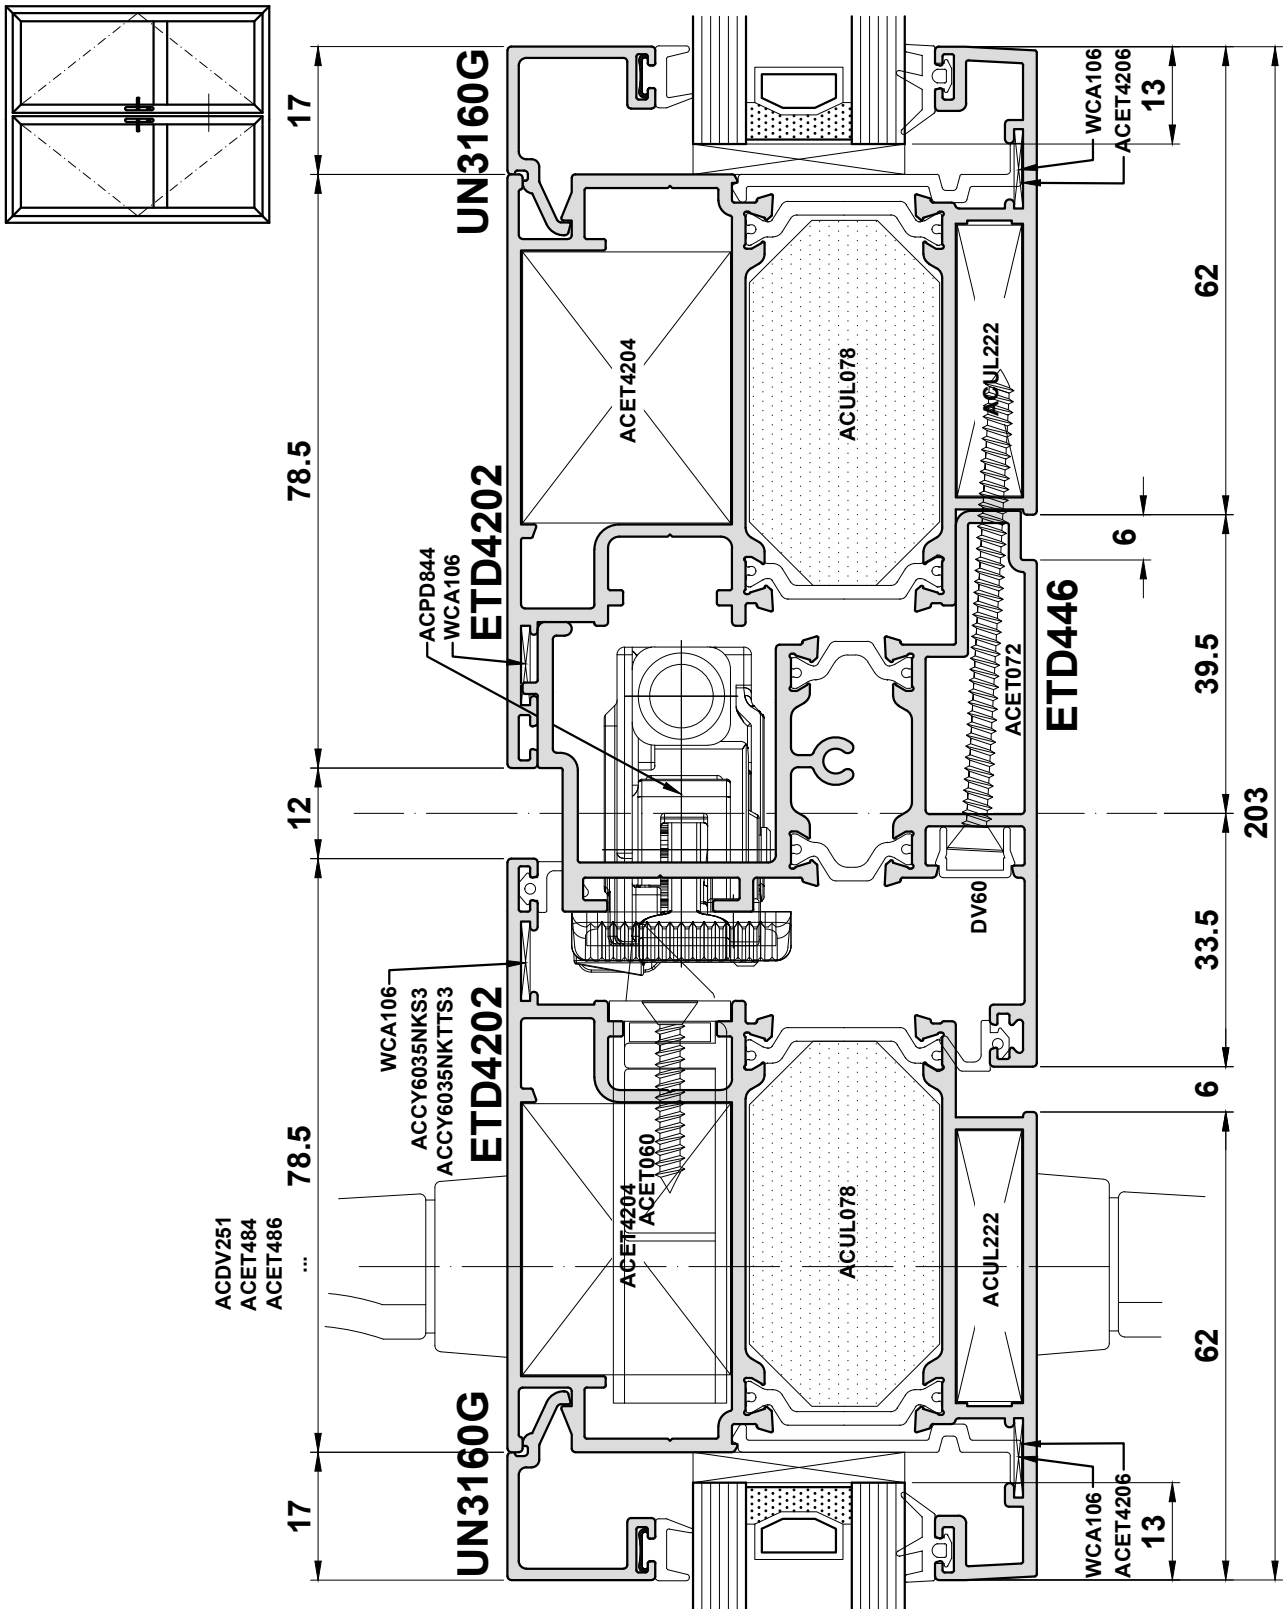 17
78.5
12
78.5
17
UN3160G
ETD4202
ACPD844
WCA106
WCA106
ACCY6035NKS3
ACCY6035NKTTS3
ETD4202
ACDV251
ACET484
ACET486
...
UN3160G
ACET4204
ACUL078
ACUL222
ACET072
ETD446
DV60
ACET060
ACET4204
ACUL078
ACUL222
WCA106
ACET4206
13
62
6
39.5
203
33.5
6
62
WCA106
ACET4206
13